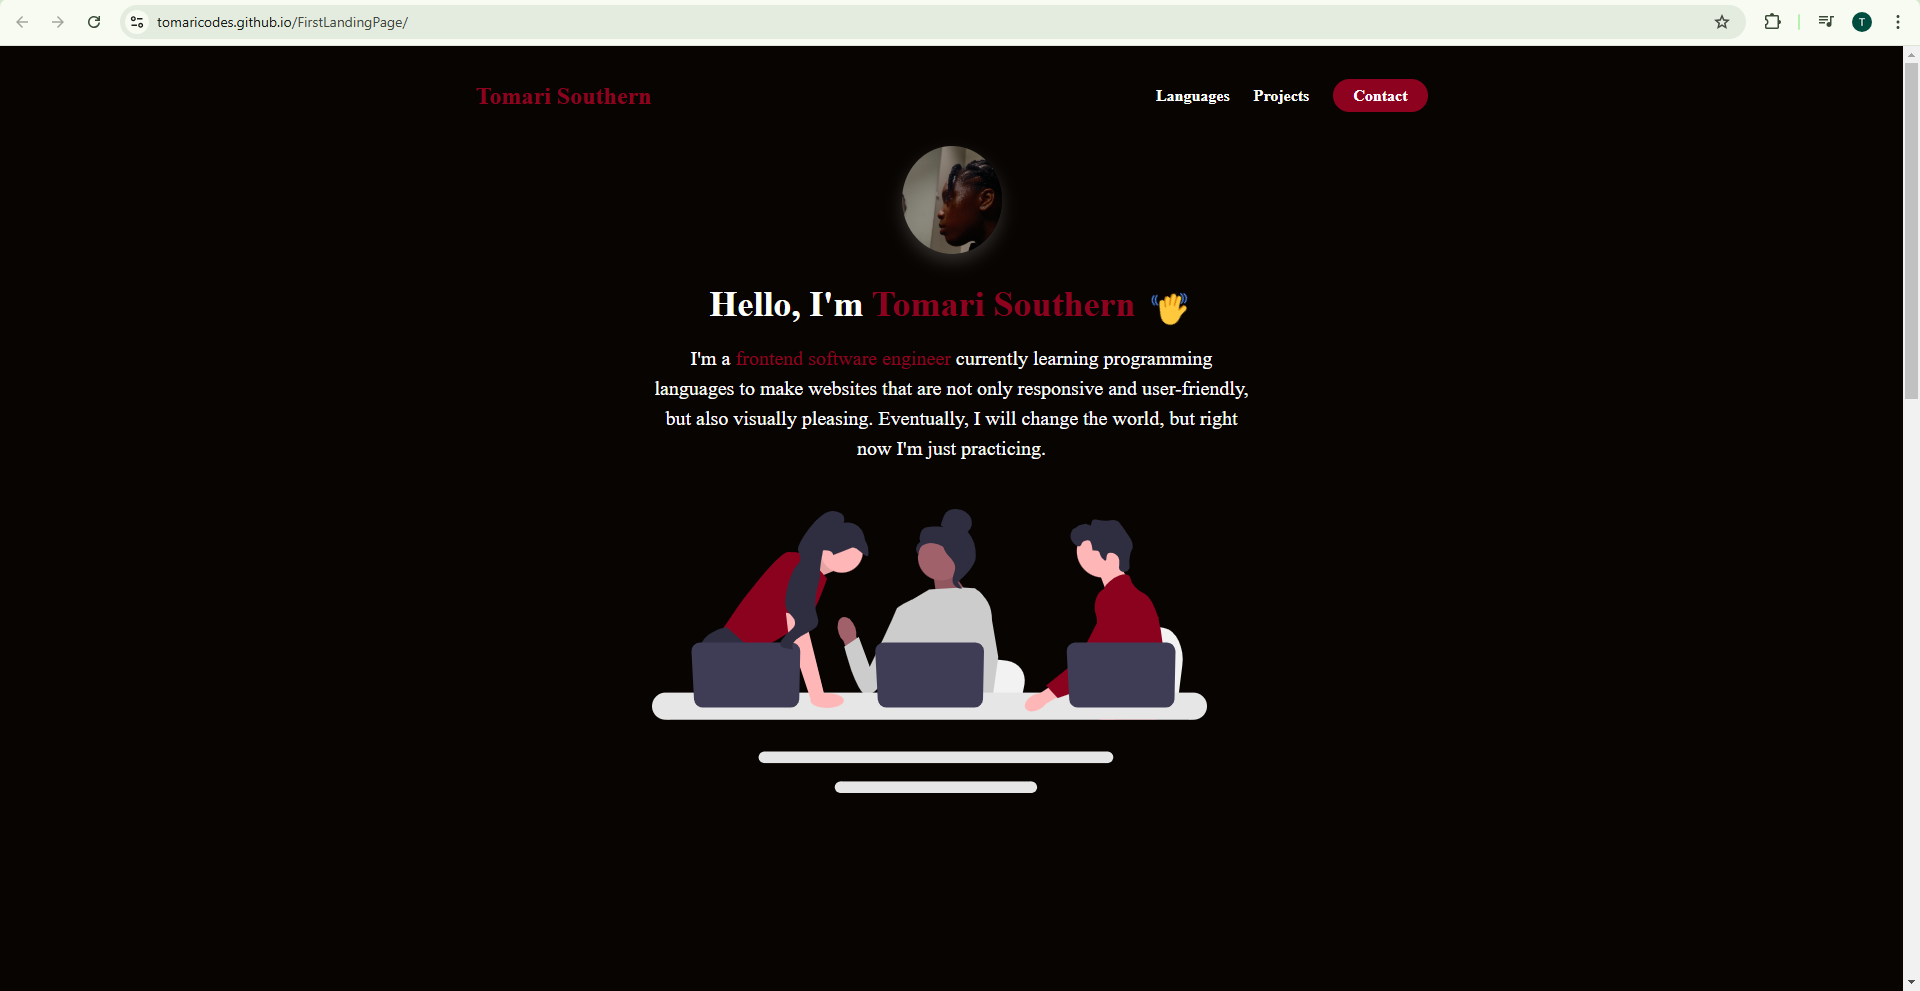 tomaricodes.github.io/FirstLandingPage/
T
Tomari Southern
Languages Projects Contact
Hello, I'm Tomari Southern 👋
I'm a frontend software engineer currently learning programming
languages to make websites that are not only responsive and user-friendly,
but also visually pleasing. Eventually, I will change the world, but right
now I'm just practicing.